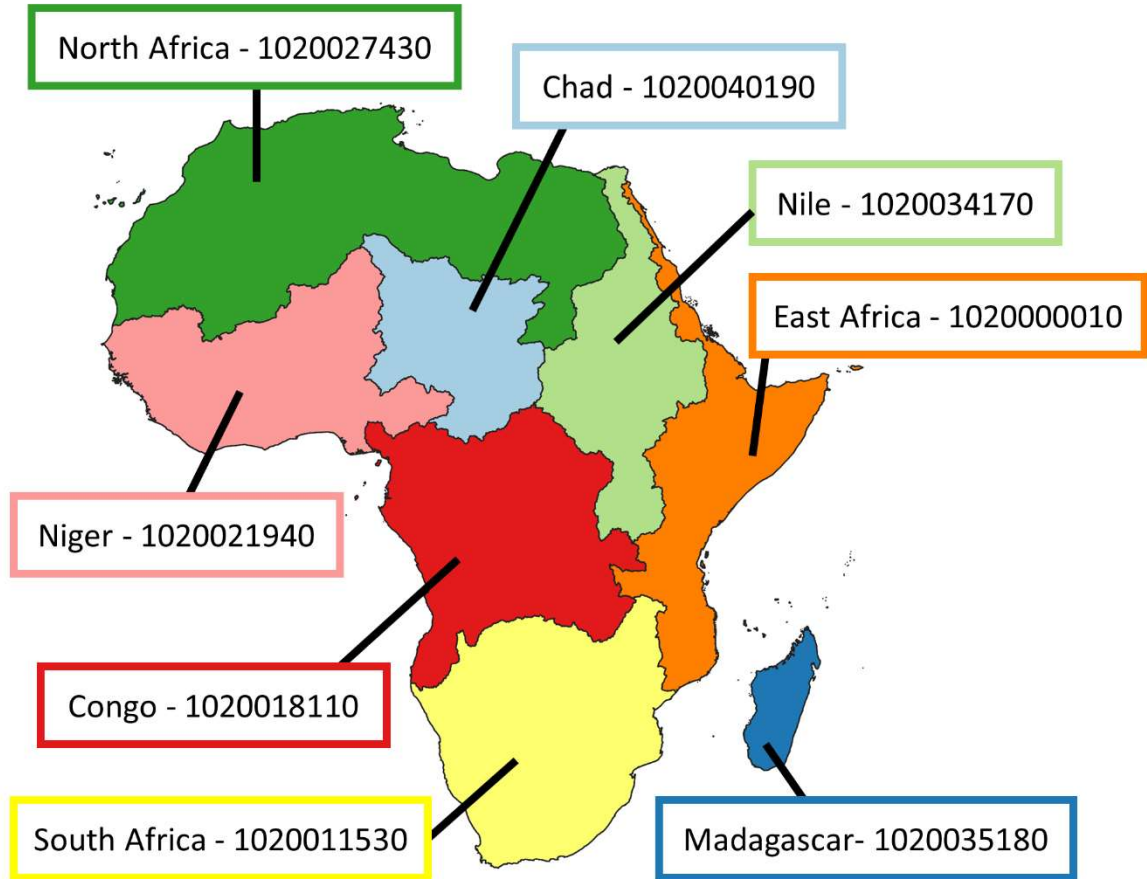 North Africa - 1020027430
Chad - 1020040190
Nile - 1020034170
East Africa - 1020000010
Niger - 1020021940
Congo - 1020018110
South Africa - 1020011530
Madagascar- 1020035180